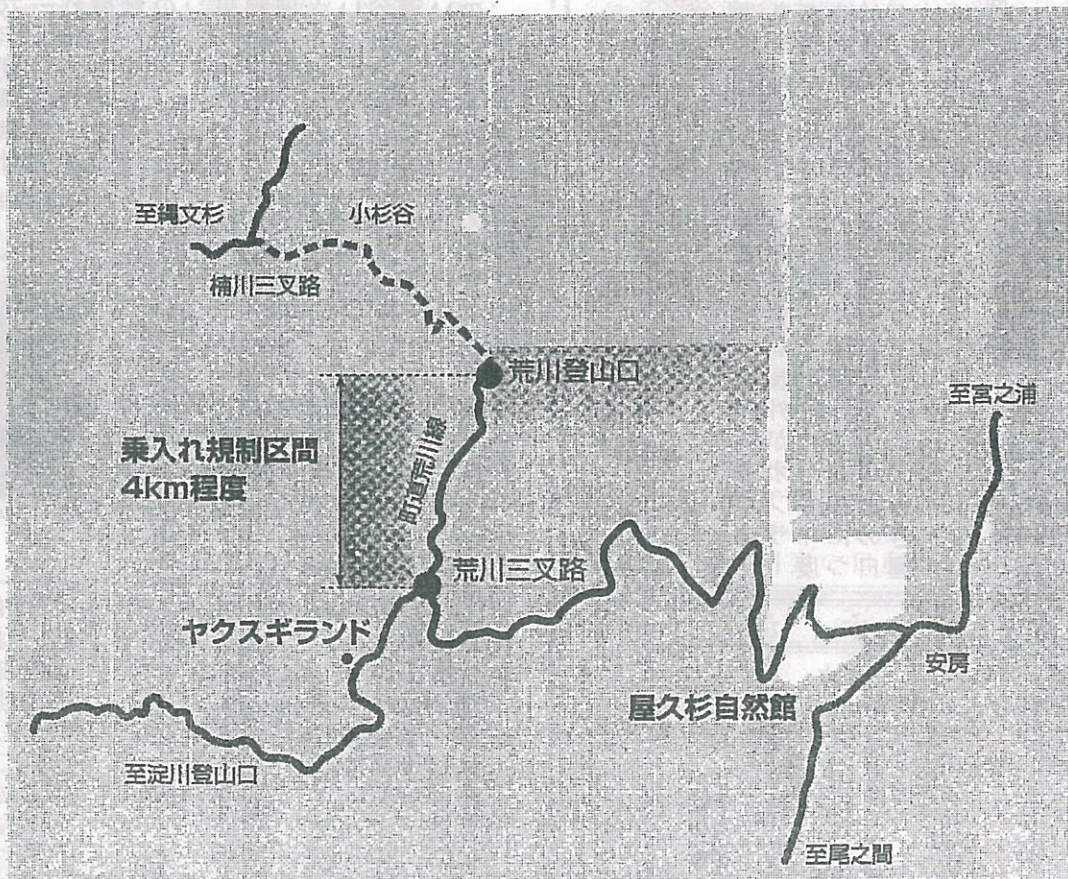 至縄文杉
小杉谷
楠川三叉路
荒川登山口
至宮之浦
乗入れ規制区間
4km程度
町道荒川線
荒川三叉路
ヤクスギランド
安房
屋久杉自然館
至淀川登山口
至尾之間